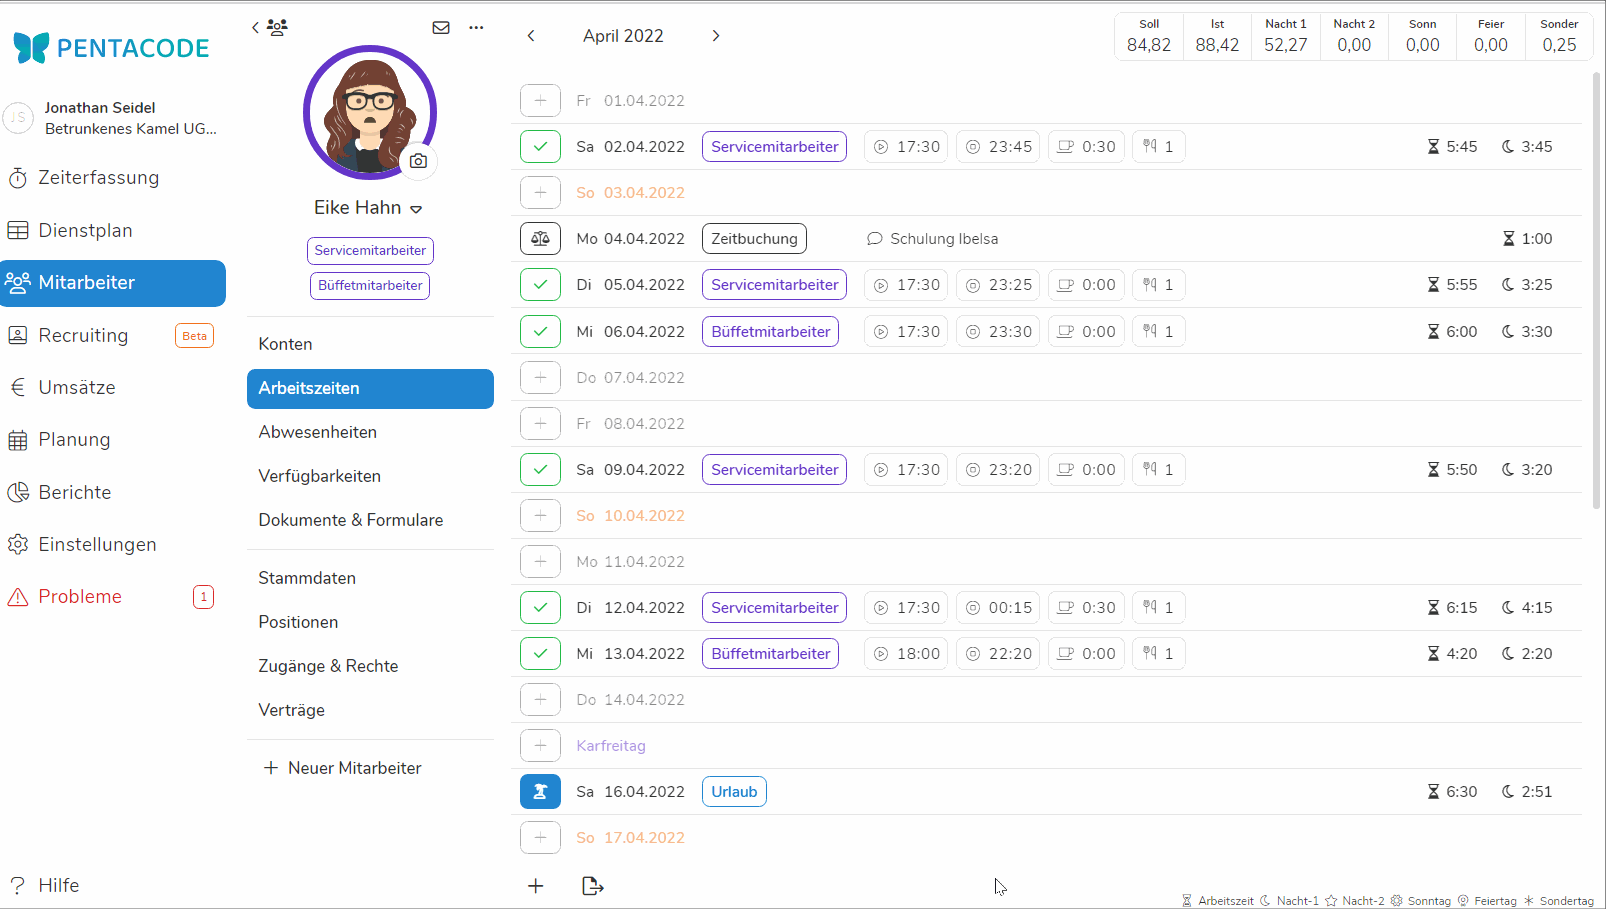 PENTACODE
JS
Jonathan Seidel
Betrunkenes Kamel UG...
Zeiterfassung
Dienstplan
Mitarbeiter
Recruiting Beta
Umsätze
Planung
Berichte
Einstellungen
Probleme 1
? Hilfe
Eike Hahn
Servicemitarbeiter
Büffetmitarbeiter
Konten
Arbeitszeiten
Abwesenheiten
Verfügbarkeiten
Dokumente & Formulare
Stammdaten
Positionen
Zugänge & Rechte
Verträge
+ Neuer Mitarbeiter
April 2022
Soll Ist Nacht 1 Nacht 2 Sonn Feier Sonder
84,82 88,42 52,27 0,00 0,00 0,00 0,25
Fr 01.04.2022
Sa 02.04.2022 Servicemitarbeiter 17:30 23:45 0:30 1 5:45 3:45
So 03.04.2022
Mo 04.04.2022 Zeitbuchung Schulung Ibelsa 1:00
Di 05.04.2022 Servicemitarbeiter 17:30 23:25 0:00 1 5:55 3:25
Mi 06.04.2022 Büffetmitarbeiter 17:30 23:30 0:00 1 6:00 3:30
Do 07.04.2022
Fr 08.04.2022
Sa 09.04.2022 Servicemitarbeiter 17:30 23:20 0:00 1 5:50 3:20
So 10.04.2022
Mo 11.04.2022
Di 12.04.2022 Servicemitarbeiter 17:30 00:15 0:30 1 6:15 4:15
Mi 13.04.2022 Büffetmitarbeiter 18:00 22:20 0:00 1 4:20 2:20
Do 14.04.2022
Karfreitag
Sa 16.04.2022 Urlaub 6:30 2:51
So 17.04.2022
Arbeitszeit Nacht-1 Nacht-2 Sonntag Feiertag Sondertag